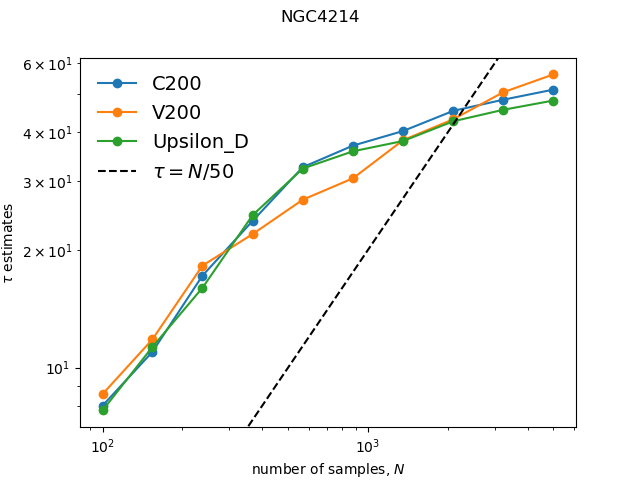 NGC4214
C200
V200
Upsilon_D
τ = N/50
6 × 10¹
4 × 10¹
3 × 10¹
2 × 10¹
10¹
τ estimates
10² 10³
number of samples, N